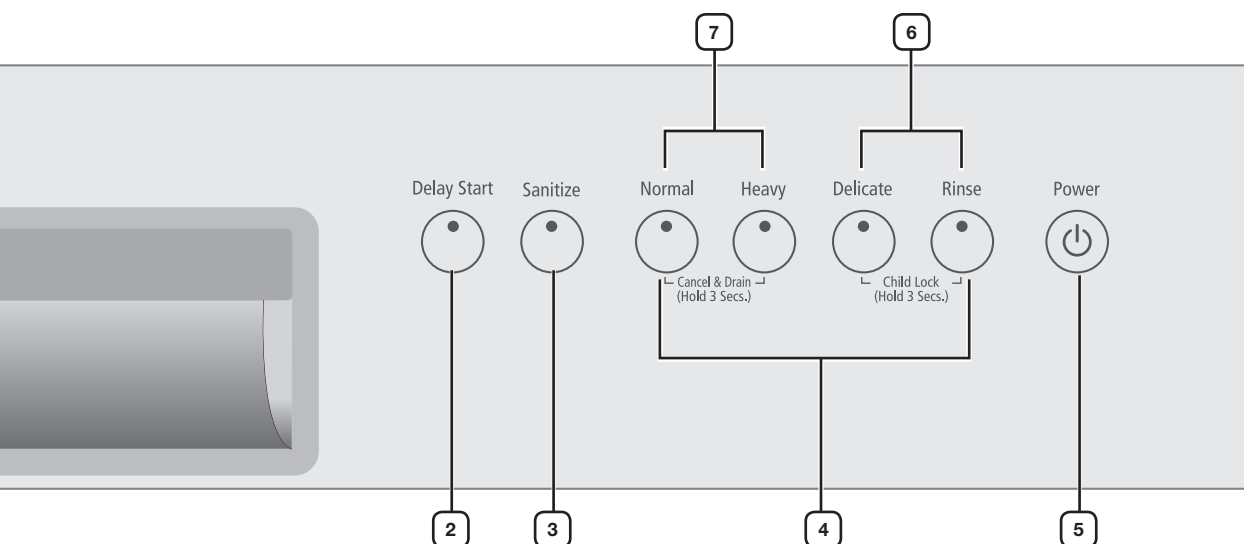 7 6
Delay Start Sanitize Normal Heavy Delicate Rinse Power
Cancel & Drain Child Lock
(Hold 3 Secs.) (Hold 3 Secs.)
2 3 4 5